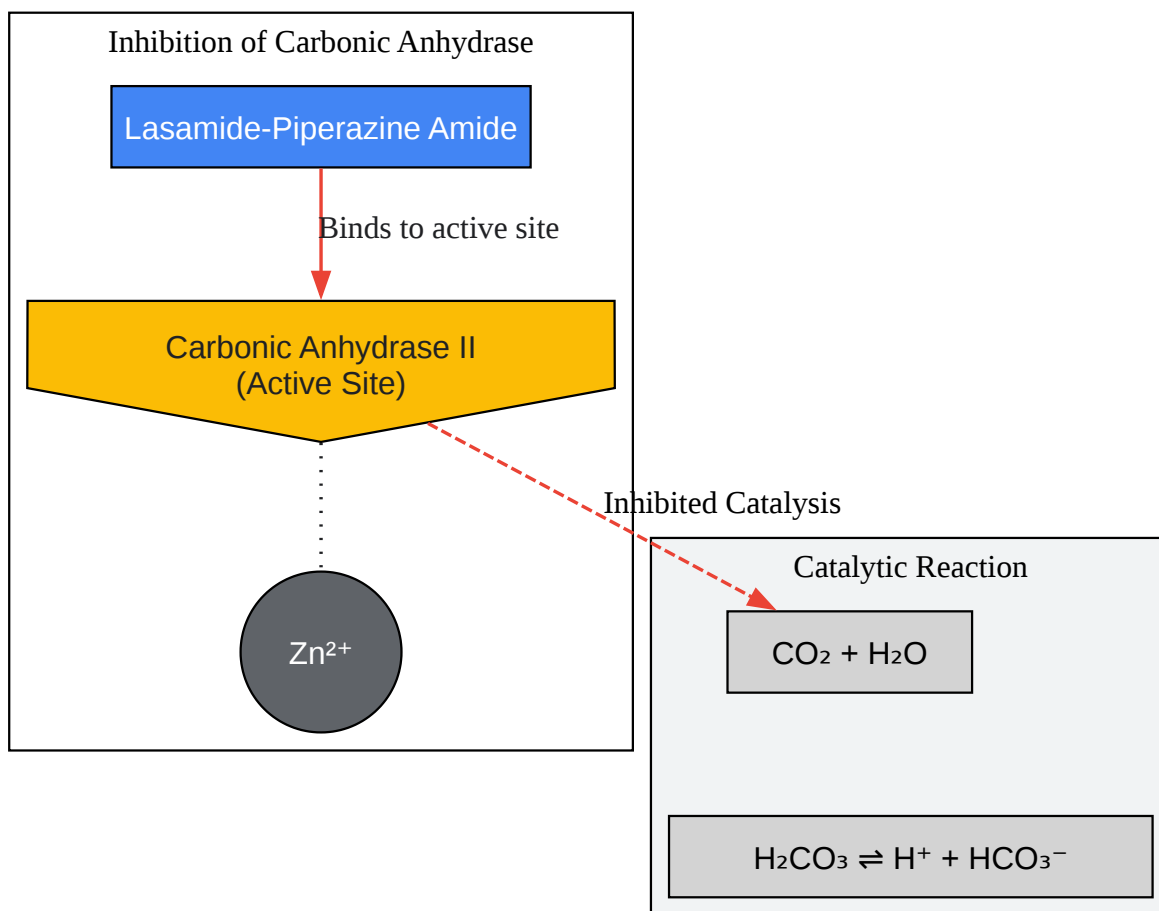 Inhibition of Carbonic Anhydrase
Lasamide-Piperazine Amide
Binds to active site
Carbonic Anhydrase II
(Active Site)
Inhibited Catalysis
Zn²⁺
Catalytic Reaction
CO₂ + H₂O
H₂CO₃ ⇌ H⁺ + HCO₃⁻